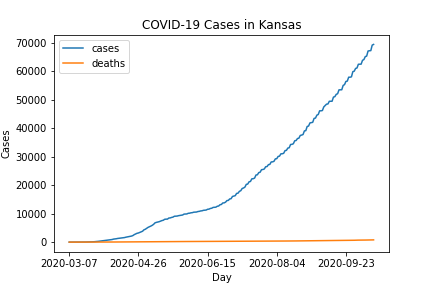 COVID-19 Cases in Kansas
cases
deaths
70000
60000
50000
40000
30000
20000
10000
0
Cases
2020-03-07 2020-04-26 2020-06-15 2020-08-04 2020-09-23
Day